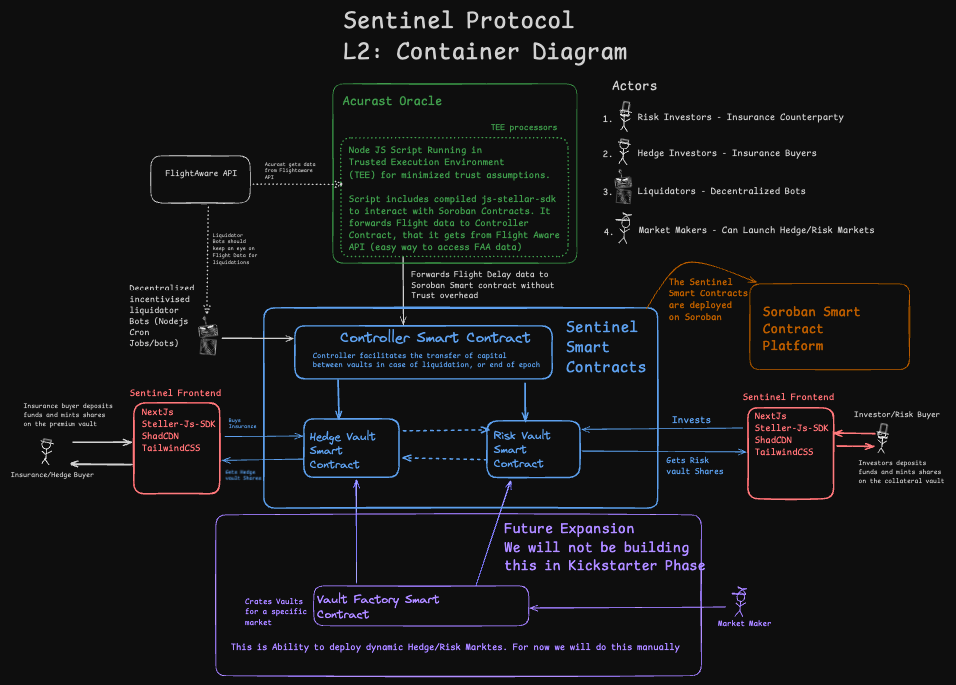 Sentinel Protocol
L2: Container Diagram
Actors
1. Risk Investors - Insurance Counterparty
2. Hedge Investors - Insurance Buyers
3. Liquidators - Decentralized Bots
4. Market Makers - Can Launch Hedge/Risk Markets
Acurast Oracle
TEE processors
Node JS Script Running in
Trusted Execution Environment
(TEE) for minimized trust assumptions.
Script includes compiled js-stellar-sdk
to interact with Soroban Contracts. It
forwards Flight data to Controller
Contract, that it gets from Flight Aware
API (easy way to access FAA data)
FlightAware API
Acurast gets data
from Flightaware
API
Liquidator
Bots should
keep an eye on
Flight Data for
liquidations
Forwards Flight Delay data to
Soroban Smart contract without
Trust overhead
Decentralized
incentivised
liquidator
Bots (Nodejs
Cron
Jobs/bots)
The Sentinel
Smart Contracts
are deployed
on Soroban
Soroban Smart
Contract
Platform
Sentinel
Smart
Contracts
Controller Smart Contract
Controller facilitates the transfer of capital
between vaults in case of liquidation, or end of epoch
Sentinel Frontend
NextJs
Steller-Js-SDK
ShadCDN
TailwindCSS
Insurance buyer deposits
funds and mints shares
on the premium vault
Insurance/Hedge Buyer
Buys
Insurance
Gets Hedge
vault Shares
Hedge Vault
Smart
Contract
Risk Vault
Smart
Contract
Invests
Gets Risk
vault Shares
Sentinel Frontend
NextJs
Steller-Js-SDK
ShadCDN
TailwindCSS
Investor/Risk Buyer
Investors deposits
funds and mints shares
on the collateral vault
Future Expansion
We will not be building
this in Kickstarter Phase
Crates Vaults
for a specific
market
Vault Factory Smart
Contract
Market Maker
This is Ability to deploy dynamic Hedge/Risk Marktes. For now we will do this manually